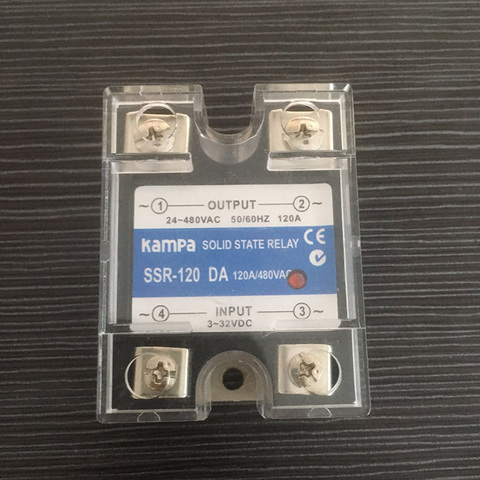 ~① OUTPUT ②~
24~480VAC 50/60HZ 120A
Kampa SOLID STATE RELAY CE
SSR-120 DA 120A/480VAC
~④ INPUT ③~
3~32VDC